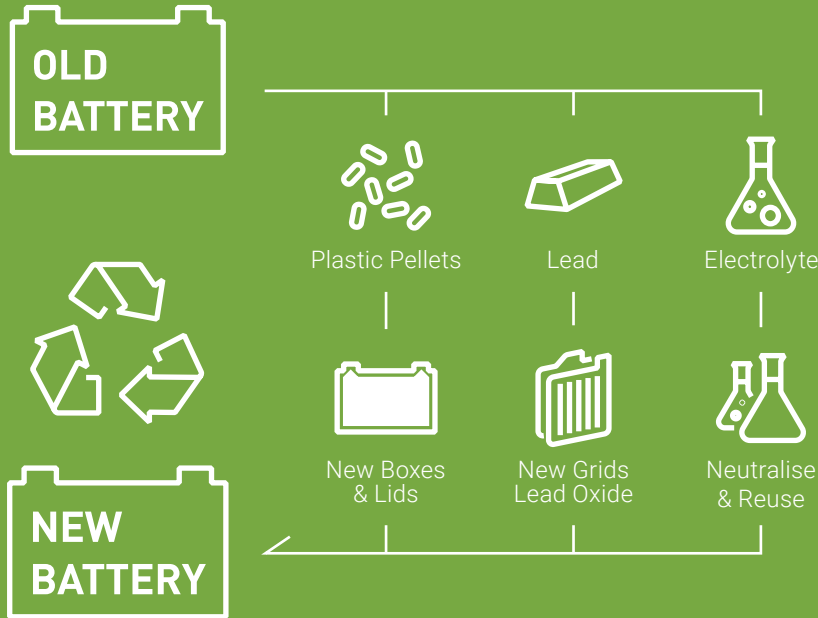 OLD
BATTERY
Plastic Pellets
Lead
Electrolyte
New Boxes
& Lids
New Grids
Lead Oxide
Neutralise
& Reuse
NEW
BATTERY